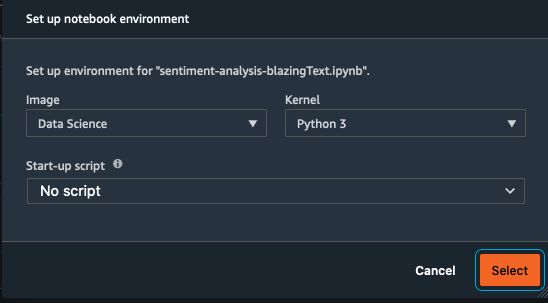 Set up notebook environment
Set up environment for "sentiment-analysis-blazingText.ipynb".
Image Kernel
Data Science Python 3
Start-up script
No script
Cancel Select